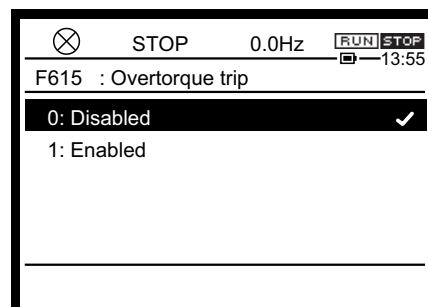 STOP 0.0Hz RUN STOP
13:55
F615 : Overtorque trip
0: Disabled
1: Enabled